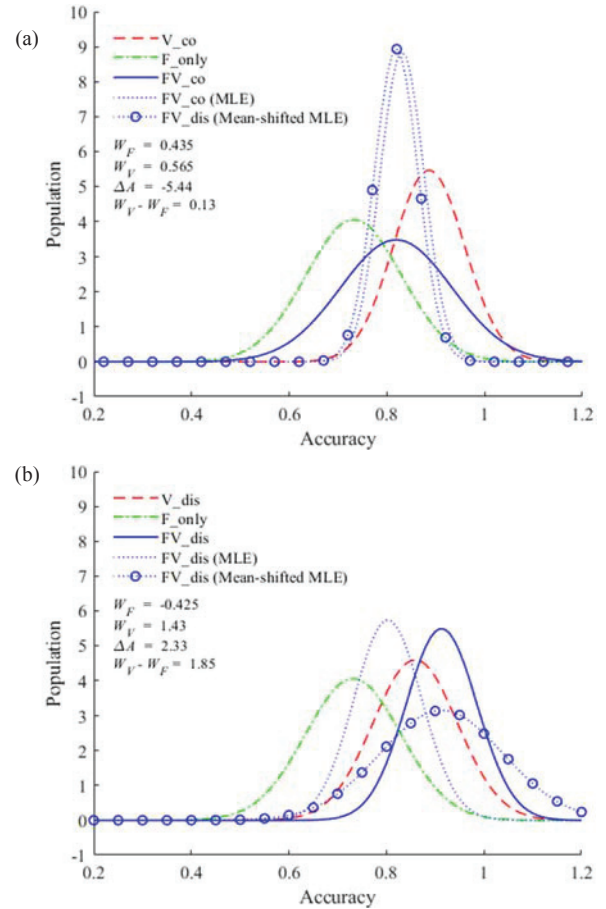 (a)
10
9
8
7
6
5
4
3
2
1
0
-1
Population
V_co
F_only
FV_co
FV_co (MLE)
FV_dis (Mean-shifted MLE)
W_F = 0.435
W_V = 0.565
ΔA = -5.44
W_V - W_F = 0.13
0.2 0.4 0.6 0.8 1 1.2
Accuracy
(b)
10
9
8
7
6
5
4
3
2
1
0
-1
Population
V_dis
F_only
FV_dis
FV_dis (MLE)
FV_dis (Mean-shifted MLE)
W_F = -0.425
W_V = 1.43
ΔA = 2.33
W_V - W_F = 1.85
0.2 0.4 0.6 0.8 1 1.2
Accuracy